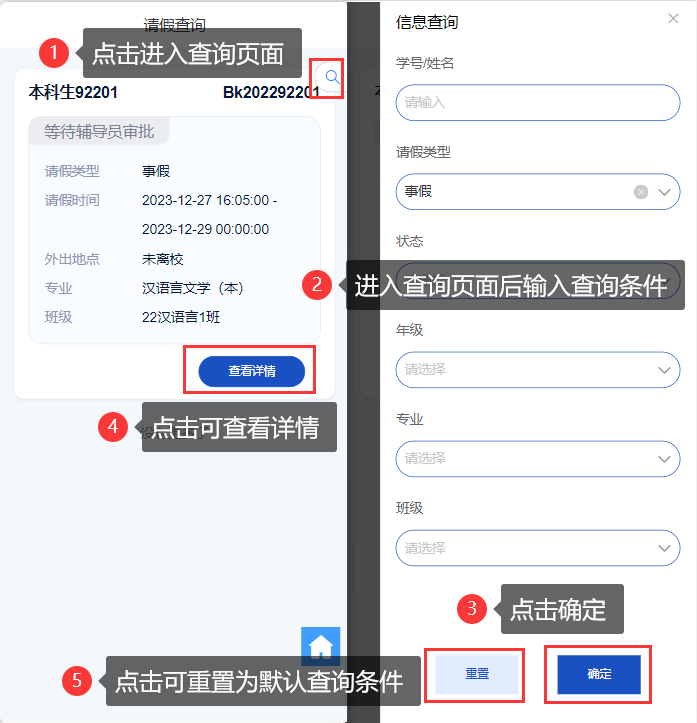 请假查询
1
点击进入查询页面
本科生92201
Bk202292201
等待辅导员审批
请假类型
事假
请假时间
2023-12-27 16:05:00 -
2023-12-29 00:00:00
外出地点
未离校
专业
汉语言文学（本）
班级
22汉语言1班
查看详情
4
点击可查看详情
信息查询
学号/姓名
请输入
请假类型
事假
状态
2
进入查询页面后输入查询条件
年级
请选择
专业
请选择
班级
请选择
3
点击确定
重置
确定
5
点击可重置为默认查询条件